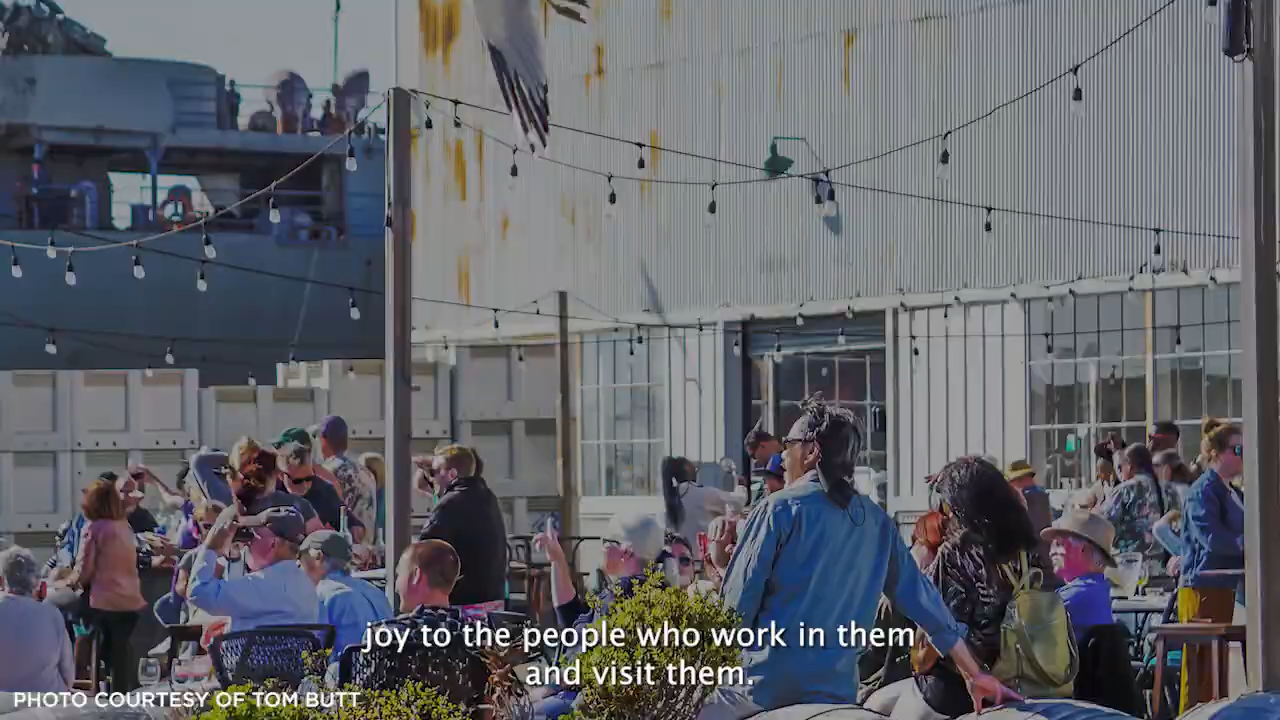 joy to the people who work in them
and visit them.
PHOTO COURTESY OF TOM BUTT